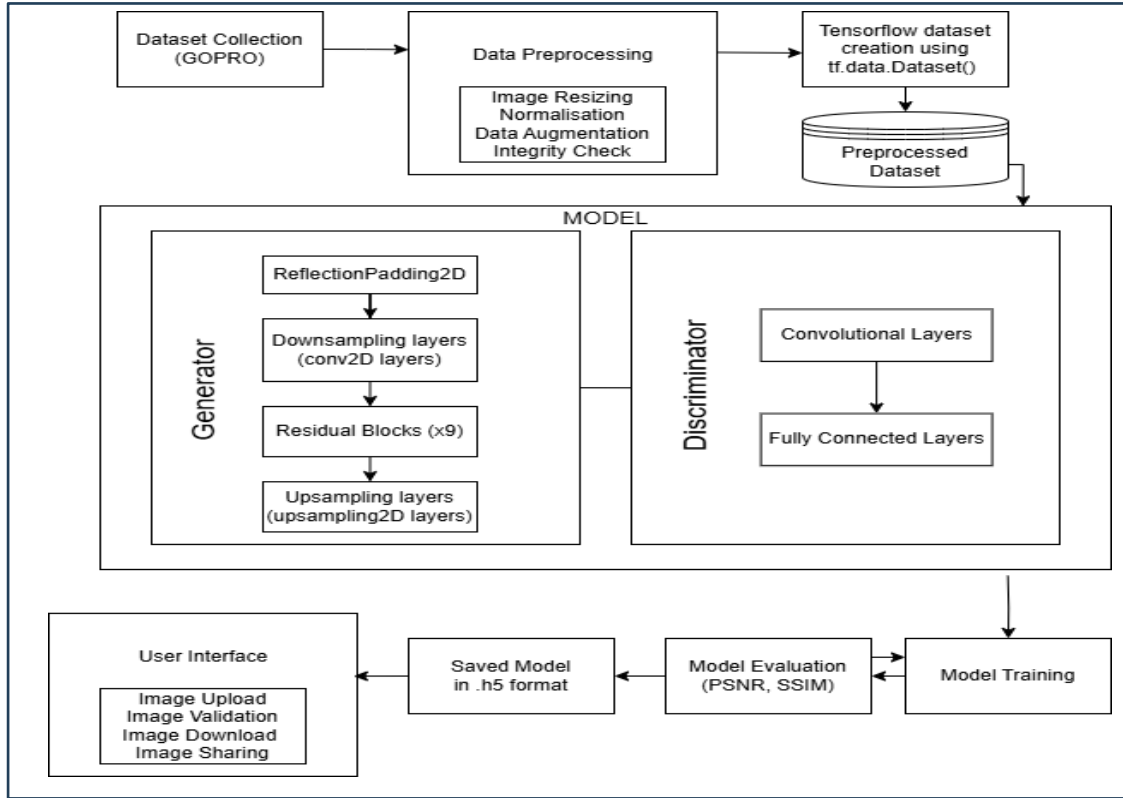 Dataset Collection
(GOPRO)
Data Preprocessing
Image Resizing
Normalisation
Data Augmentation
Integrity Check
Tensorflow dataset
creation using
tf.data.Dataset()
Preprocessed
Dataset
MODEL
Generator
ReflectionPadding2D
Downsampling layers
(conv2D layers)
Residual Blocks (x9)
Upsampling layers
(upsampling2D layers)
Discriminator
Convolutional Layers
Fully Connected Layers
User Interface
Image Upload
Image Validation
Image Download
Image Sharing
Saved Model
in .h5 format
Model Evaluation
(PSNR, SSIM)
Model Training